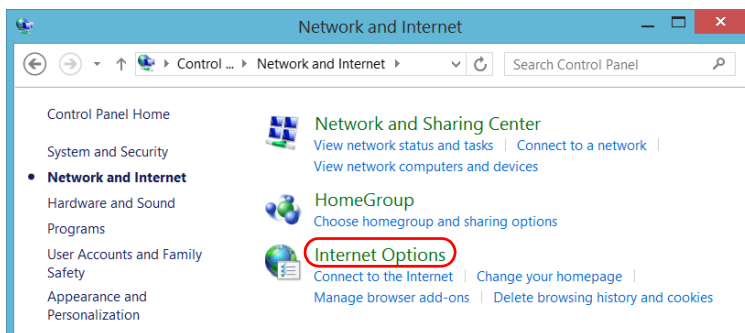 Network and Internet
Control ... Network and Internet
Search Control Panel
Control Panel Home
System and Security
Network and Internet
Hardware and Sound
Programs
User Accounts and Family
Safety
Appearance and
Personalization
Network and Sharing Center
View network status and tasks
Connect to a network
View network computers and devices
HomeGroup
Choose homegroup and sharing options
Internet Options
Connect to the Internet
Change your homepage
Manage browser add-ons
Delete browsing history and cookies